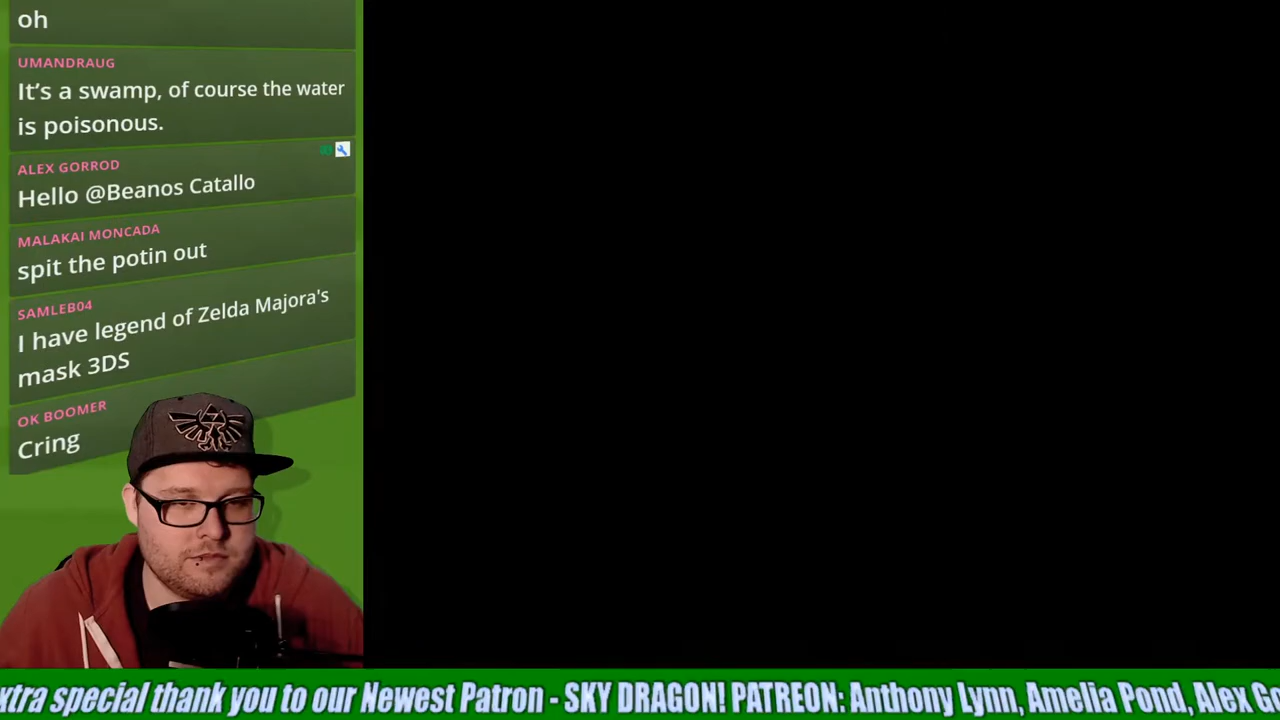 oh
UMANDRAUG
It’s a swamp, of course the water
is poisonous.
ALEX GORROD
Hello @Beanos Catallo
MALAKAI MONCADA
spit the potin out
SAMLEB04
I have legend of Zelda Majora's
mask 3DS
OK BOOMER
Cring
xtra special thank you to our Newest Patron - SKY DRAGON! PATREON: Anthony Lynn, Amelia Pond, Alex Go